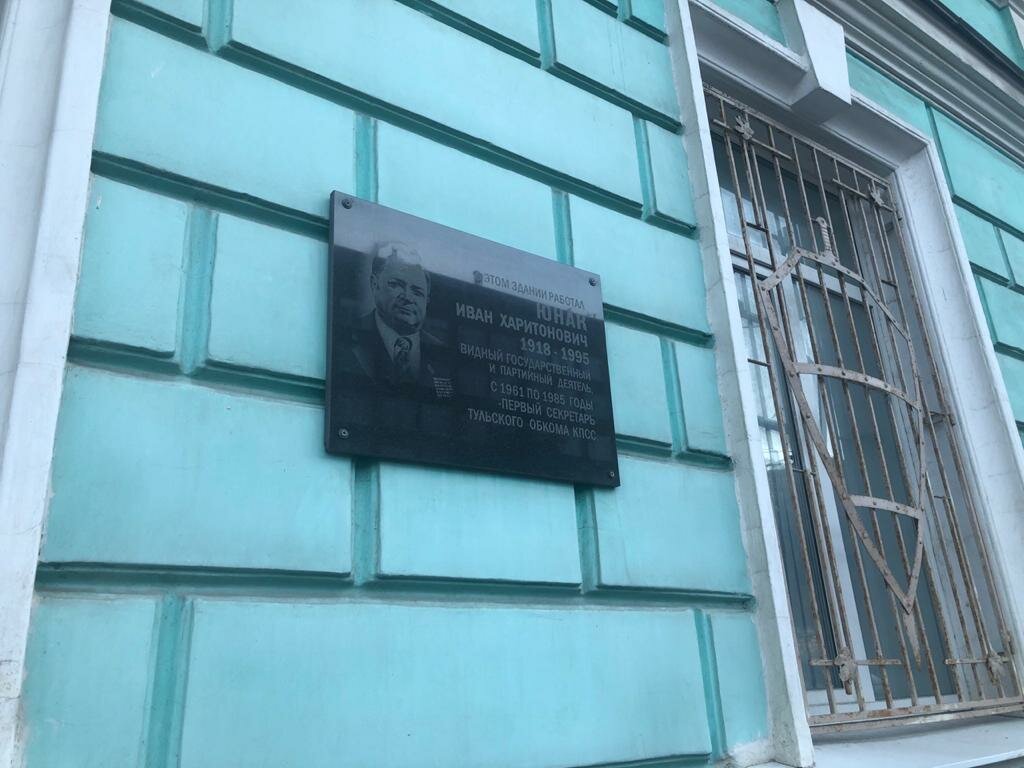 В ЭТОМ ЗДАНИИ РАБОТАЛ
ЮНАК
ИВАН ХАРИТОНОВИЧ
1918 - 1995
ВИДНЫЙ ГОСУДАРСТВЕННЫЙ
И ПАРТИЙНЫЙ ДЕЯТЕЛЬ,
С 1961 ПО 1985 ГОДЫ
-ПЕРВЫЙ СЕКРЕТАРЬ
ТУЛЬСКОГО ОБКОМА КПСС